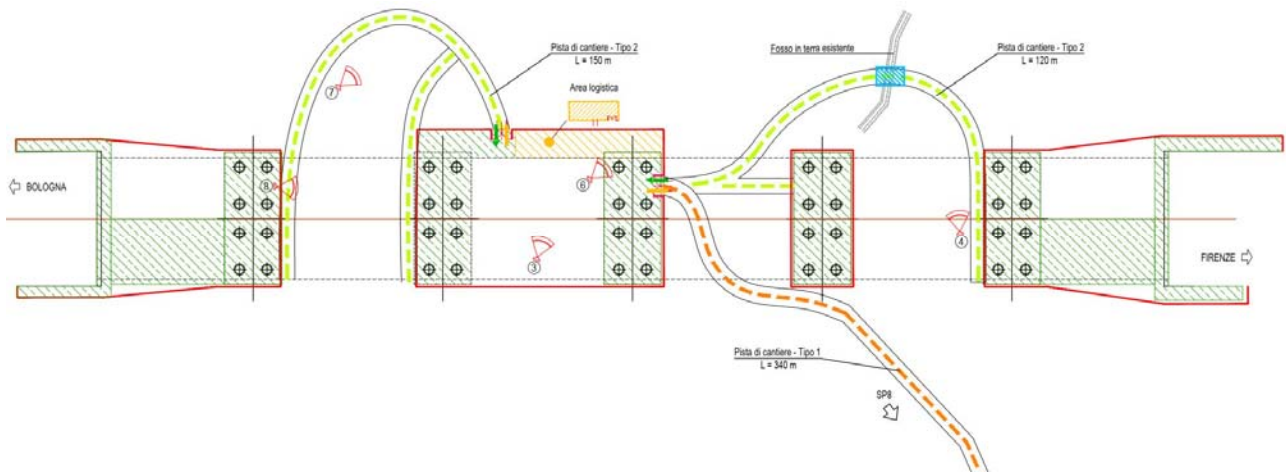 Pista di cantiere - Tipo 2
L = 150 m
Fosso in terra esistente
Pista di cantiere - Tipo 2
L = 120 m
Area logistica
7
8
6
3
4
BOLOGNA
FIRENZE
Pista di cantiere - Tipo 1
L = 340 m
SP8